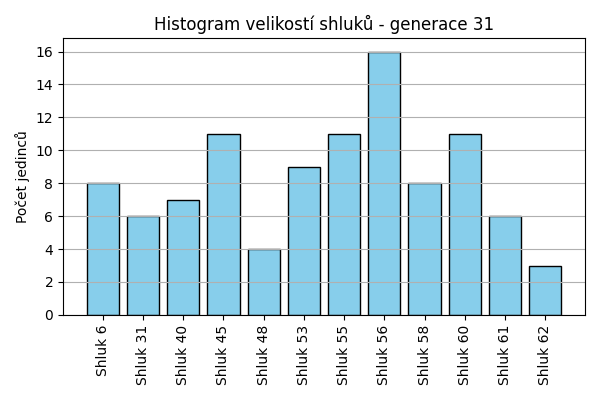 Histogram velikostí shluků - generace 31
Počet jedinců
16
14
12
10
8
6
4
2
0
Shluk 6
Shluk 31
Shluk 40
Shluk 45
Shluk 48
Shluk 53
Shluk 55
Shluk 56
Shluk 58
Shluk 60
Shluk 61
Shluk 62